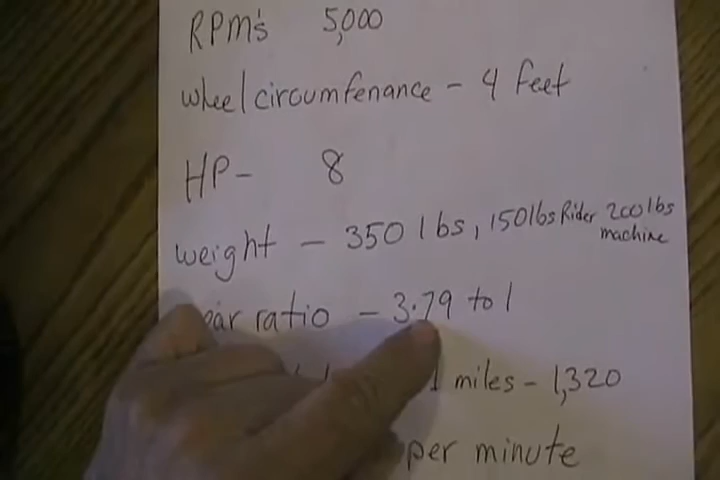 RPM's 5,000
wheel circumfenance - 4 feet
HP- 8
weight - 350 lbs, 150lbs Rider 200lbs machine
ratio - 3.79 to 1
1 miles - 1,320
per minute